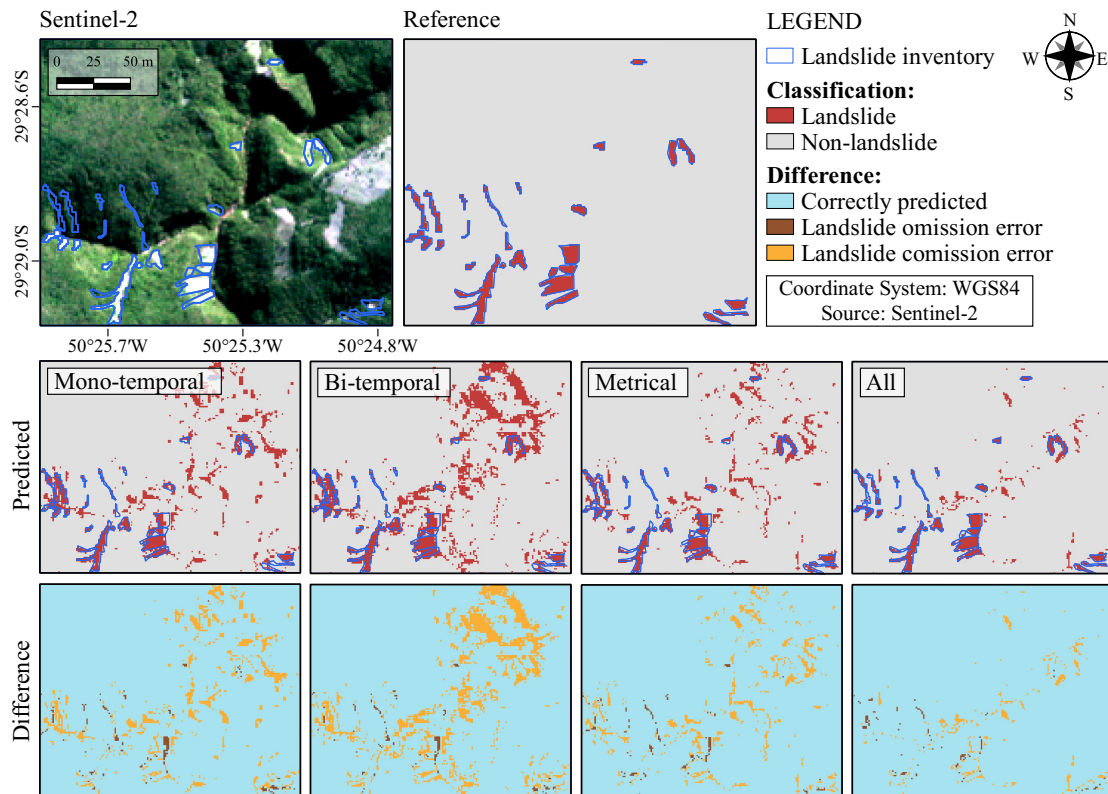 Sentinel-2
Reference
LEGEND
Landslide inventory
Classification:
Landslide
Non-landslide
Difference:
Correctly predicted
Landslide omission error
Landslide comission error
Coordinate System: WGS84
Source: Sentinel-2
N
W
E
S
0 25 50 m
29°28.6'S
29°29.0'S
50°25.7'W
50°25.3'W
50°24.8'W
Predicted
Mono-temporal
Bi-temporal
Metrical
All
Difference